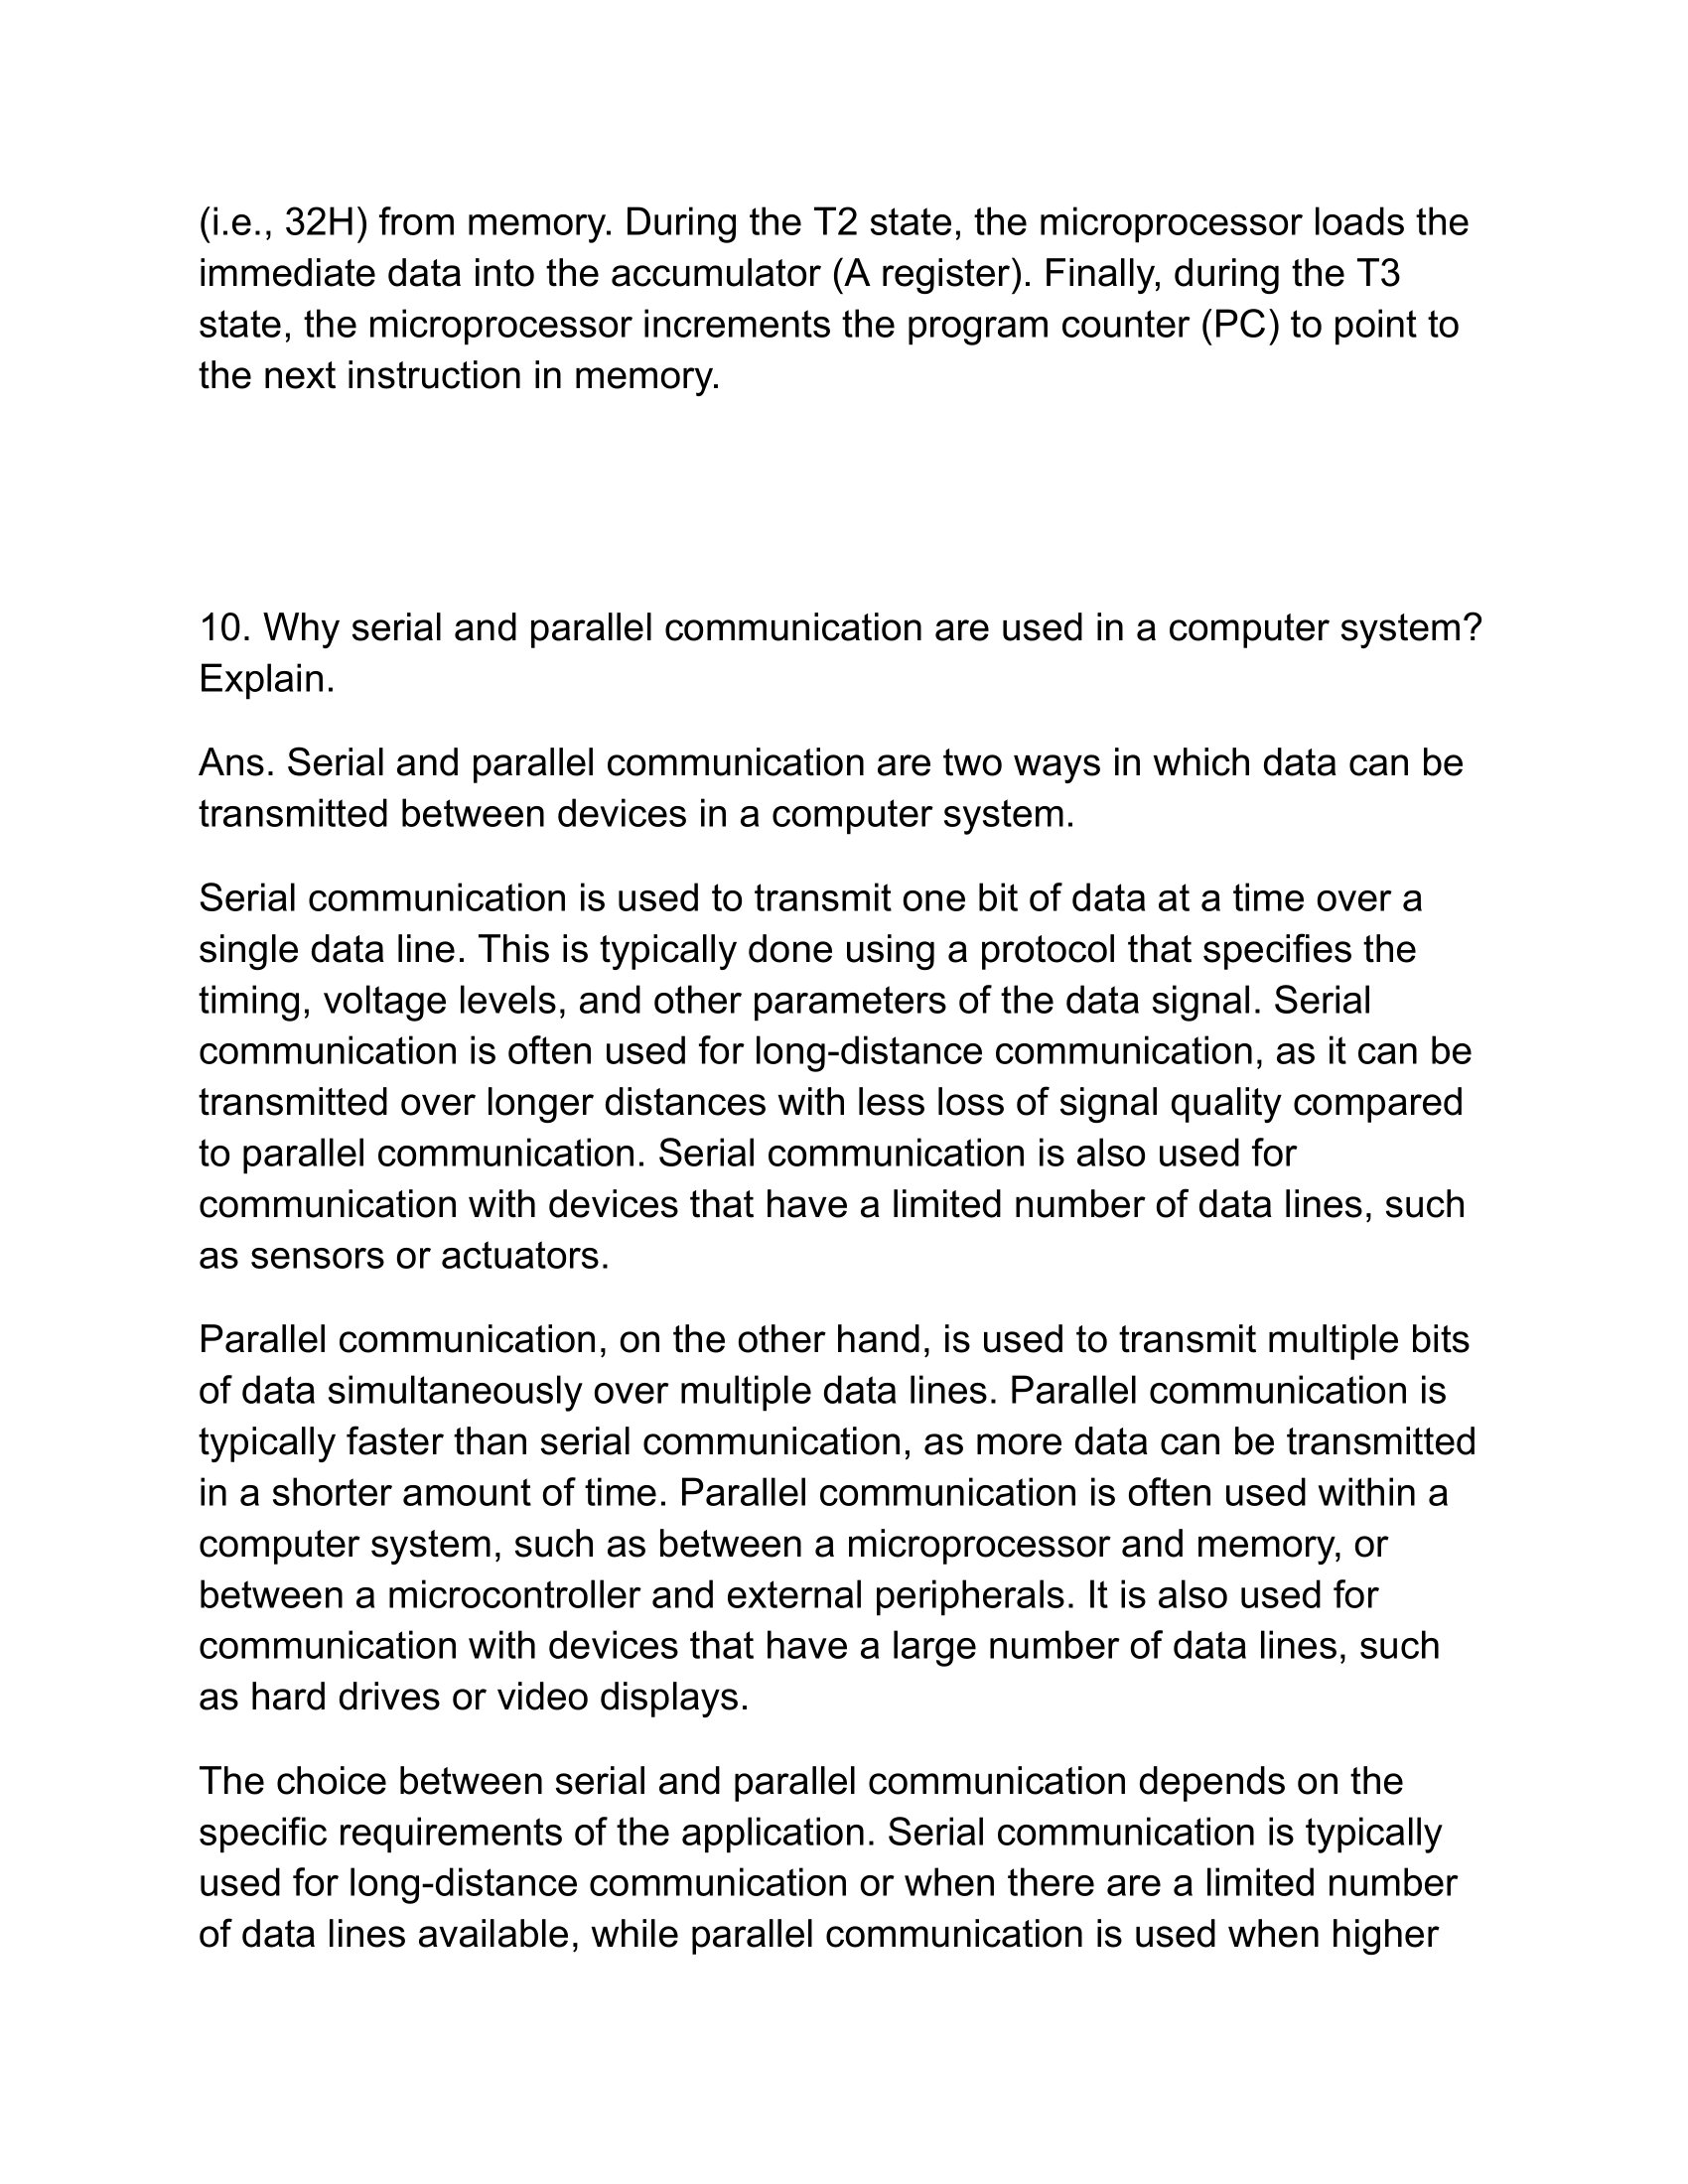 (i.e., 32H) from memory. During the T2 state, the microprocessor loads the
immediate data into the accumulator (A register). Finally, during the T3
state, the microprocessor increments the program counter (PC) to point to
the next instruction in memory.
10. Why serial and parallel communication are used in a computer system?
Explain.
Ans. Serial and parallel communication are two ways in which data can be
transmitted between devices in a computer system.
Serial communication is used to transmit one bit of data at a time over a
single data line. This is typically done using a protocol that specifies the
timing, voltage levels, and other parameters of the data signal. Serial
communication is often used for long-distance communication, as it can be
transmitted over longer distances with less loss of signal quality compared
to parallel communication. Serial communication is also used for
communication with devices that have a limited number of data lines, such
as sensors or actuators.
Parallel communication, on the other hand, is used to transmit multiple bits
of data simultaneously over multiple data lines. Parallel communication is
typically faster than serial communication, as more data can be transmitted
in a shorter amount of time. Parallel communication is often used within a
computer system, such as between a microprocessor and memory, or
between a microcontroller and external peripherals. It is also used for
communication with devices that have a large number of data lines, such
as hard drives or video displays.
The choice between serial and parallel communication depends on the
specific requirements of the application. Serial communication is typically
used for long-distance communication or when there are a limited number
of data lines available, while parallel communication is used when higher